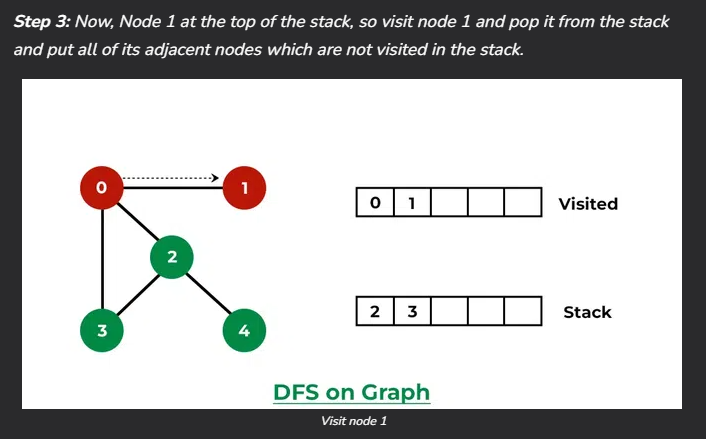 Step 3: Now, Node 1 at the top of the stack, so visit node 1 and pop it from the stack
and put all of its adjacent nodes which are not visited in the stack.
0 1
0 1 Visited
2
2 3 Stack
3 4
DFS on Graph
Visit node 1